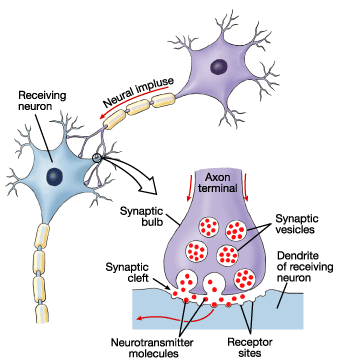 Neural impluse
Receiving
neuron
Axon
terminal
Synaptic
bulb
Synaptic
vesicles
Synaptic
cleft
Dendrite
of receiving
neuron
Neurotransmitter
molecules
Receptor
sites